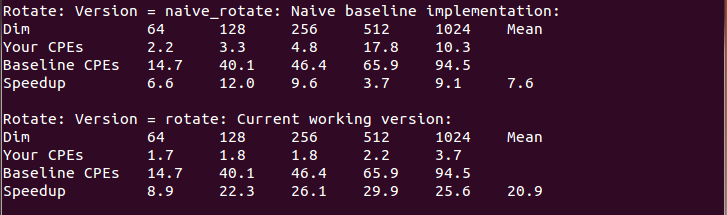 Rotate: Version = naive_rotate: Naive baseline implementation:
Dim 64 128 256 512 1024 Mean
Your CPEs 2.2 3.3 4.8 17.8 10.3
Baseline CPEs 14.7 40.1 46.4 65.9 94.5
Speedup 6.6 12.0 9.6 3.7 9.1 7.6
Rotate: Version = rotate: Current working version:
Dim 64 128 256 512 1024 Mean
Your CPEs 1.7 1.8 1.8 2.2 3.7
Baseline CPEs 14.7 40.1 46.4 65.9 94.5
Speedup 8.9 22.3 26.1 29.9 25.6 20.9